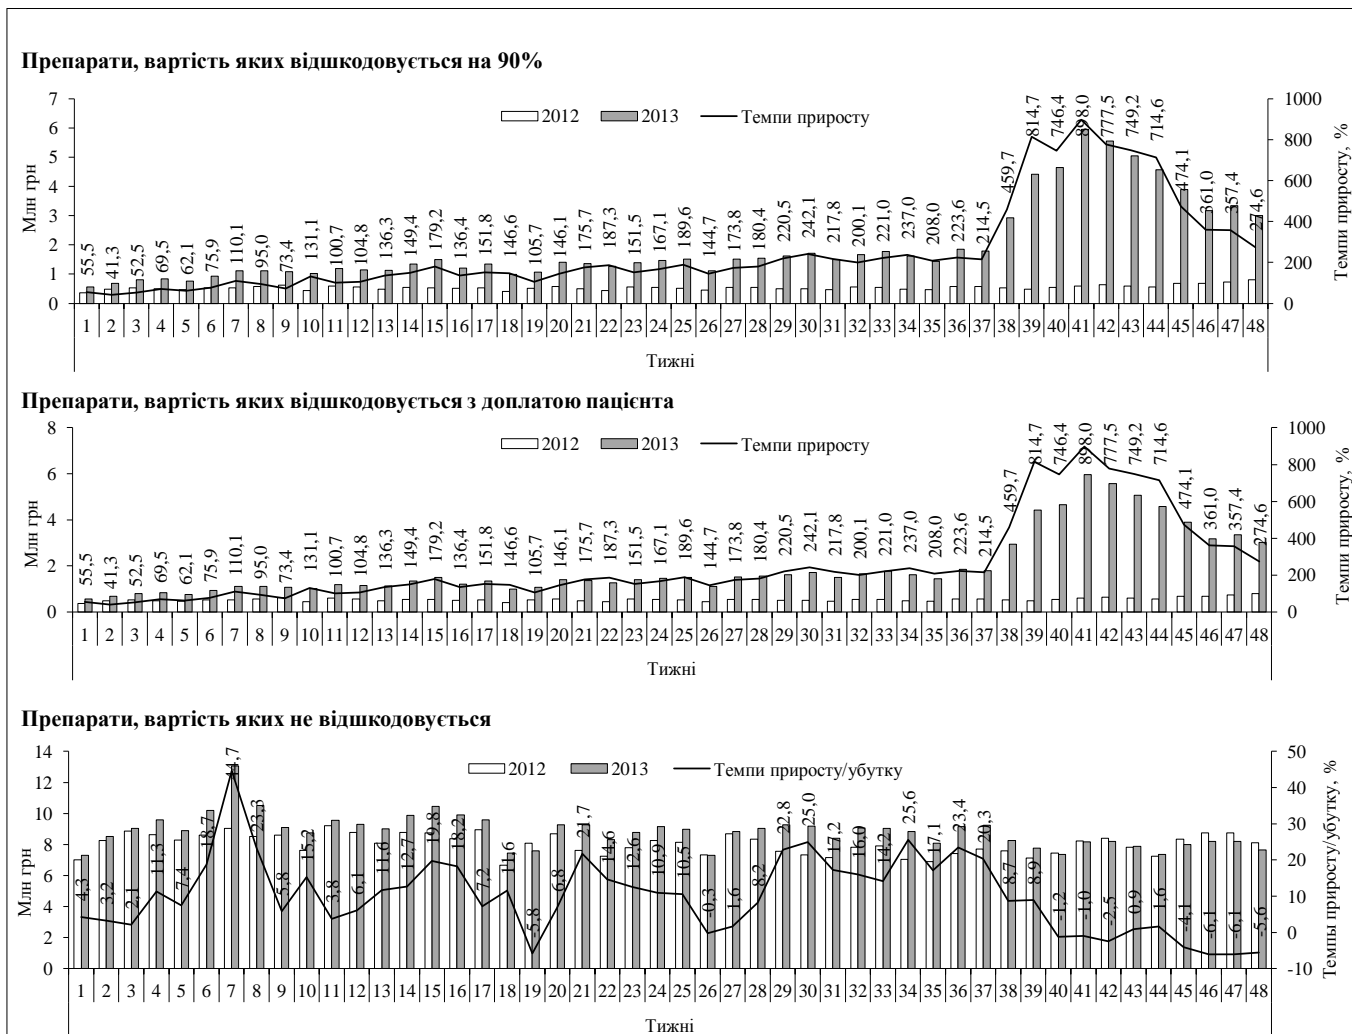 Препарати, вартість яких відшкодовується на 90%
2012 2013 Темпи приросту
Млн грн
7
6
5
4
3
2
1
0
1000
800
600
400
200
0
Темпи приросту, %
55,5 41,3 52,5 69,5 62,1 75,9 110,1 95,0 73,4 131,1 100,7 104,8 136,3 149,4 179,2 136,4 151,8 146,6 105,7 146,1 175,7 187,3 151,5 167,1 189,6 144,7 173,8 180,4 220,5 242,1 217,8 200,1 221,0 237,0 208,0 223,6 214,5 459,7 814,7 746,4 898,0 777,5 749,2 714,6 474,1 361,0 357,4 274,6
1 2 3 4 5 6 7 8 9 10 11 12 13 14 15 16 17 18 19 20 21 22 23 24 25 26 27 28 29 30 31 32 33 34 35 36 37 38 39 40 41 42 43 44 45 46 47 48
Тижні
Препарати, вартість яких відшкодовується з доплатою пацієнта
2012 2013 Темпи приросту
Млн грн
8
6
4
2
0
1000
800
600
400
200
0
Темпи приросту, %
55,5 41,3 52,5 69,5 62,1 75,9 110,1 95,0 73,4 131,1 100,7 104,8 136,3 149,4 179,2 136,4 151,8 146,6 105,7 146,1 175,7 187,3 151,5 167,1 189,6 144,7 173,8 180,4 220,5 242,1 217,8 200,1 221,0 237,0 208,0 223,6 214,5 459,7 814,7 746,4 898,0 777,5 749,2 714,6 474,1 361,0 357,4 274,6
1 2 3 4 5 6 7 8 9 10 11 12 13 14 15 16 17 18 19 20 21 22 23 24 25 26 27 28 29 30 31 32 33 34 35 36 37 38 39 40 41 42 43 44 45 46 47 48
Тижні
Препарати, вартість яких не відшкодовується
2012 2013 Темпи приросту/убутку
Млн грн
14
12
10
8
6
4
2
0
50
40
30
20
10
0
-10
Темпы приросту/убутку, %
4,3 3,2 2,1 11,3 7,4 18,7 44,7 23,3 5,8 15,2 3,8 6,1 11,6 12,7 19,8 18,2 7,2 11,6 -5,8 6,8 21,7 14,6 12,6 10,9 10,5 -0,3 1,6 8,2 22,8 25,0 17,2 16,0 14,2 25,6 17,1 23,4 20,3 8,7 8,9 -1,2 -1,0 -2,5 0,9 1,6 -4,1 -6,1 -6,1 -5,6
1 2 3 4 5 6 7 8 9 10 11 12 13 14 15 16 17 18 19 20 21 22 23 24 25 26 27 28 29 30 31 32 33 34 35 36 37 38 39 40 41 42 43 44 45 46 47 48
Тижні